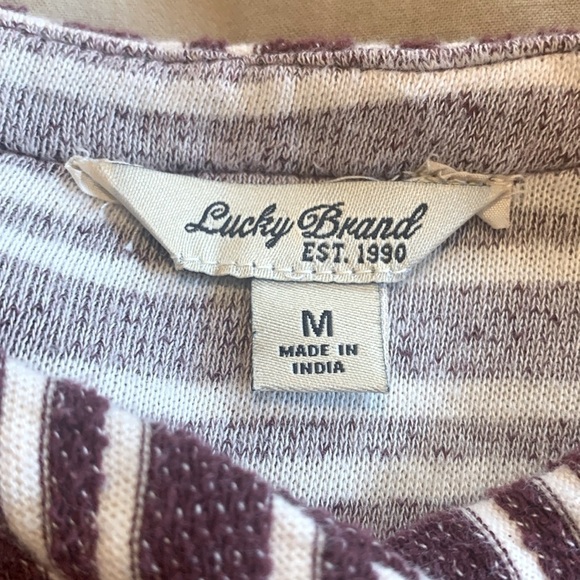 Lucky Brand
EST. 1990
M
MADE IN
INDIA